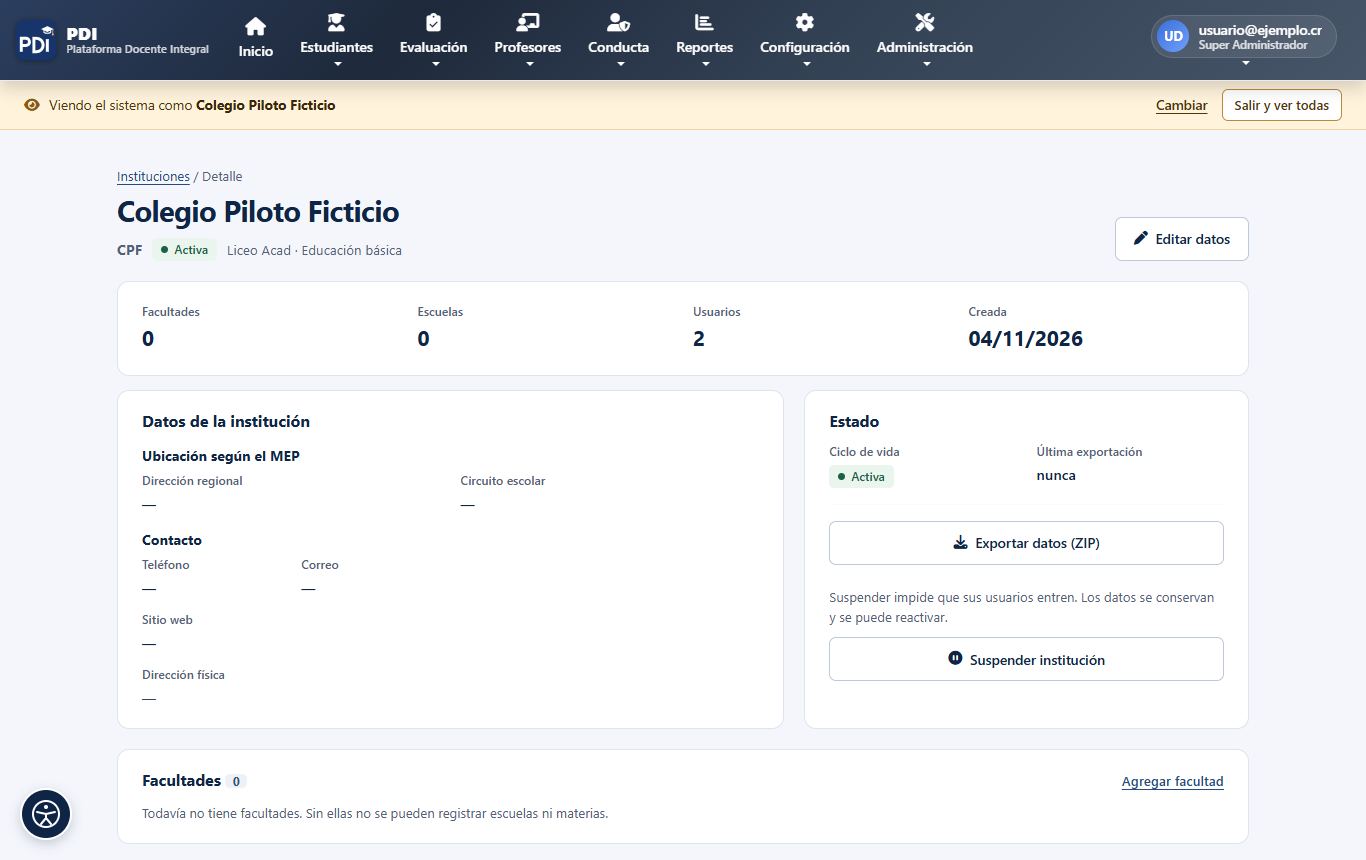 PDI
PDI
Plataforma Docente Integral
Inicio
Estudiantes
Evaluación
Profesores
Conducta
Reportes
Configuración
Administración
UD
usuario@ejemplo.cr
Super Administrador
Viendo el sistema como Colegio Piloto Ficticio
Cambiar
Salir y ver todas
Instituciones / Detalle
Colegio Piloto Ficticio
CPF Activa Liceo Acad · Educación básica
Editar datos
Facultades Escuelas Usuarios Creada
0 0 2 04/11/2026
Datos de la institución
Ubicación según el MEP
Dirección regional Circuito escolar
— —
Contacto
Teléfono Correo
— —
Sitio web
—
Dirección física
—
Estado
Ciclo de vida Última exportación
Activa nunca
Exportar datos (ZIP)
Suspender impide que sus usuarios entren. Los datos se conservan
y se puede reactivar.
Suspender institución
Facultades 0
Agregar facultad
Todavía no tiene facultades. Sin ellas no se pueden registrar escuelas ni materias.